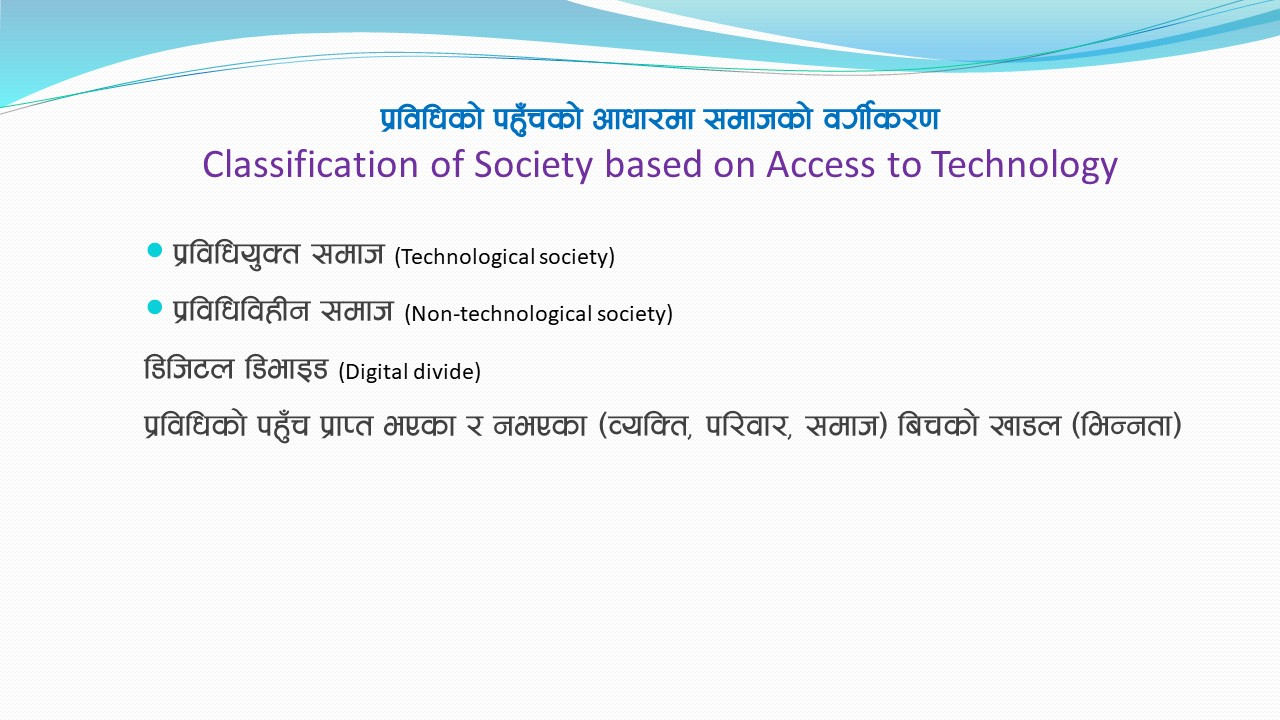 प्रविधिको पहुँचको आधारमा समाजको वर्गीकरण
Classification of Society based on Access to Technology
प्रविधियुक्त समाज (Technological society)
प्रविधिविहीन समाज (Non-technological society)
डिजिटल डिभाइड (Digital divide)
प्रविधिको पहुँच प्राप्त भएका र नभएका (व्यक्ति, परिवार, समाज) बिचको खाडल (भिन्नता)